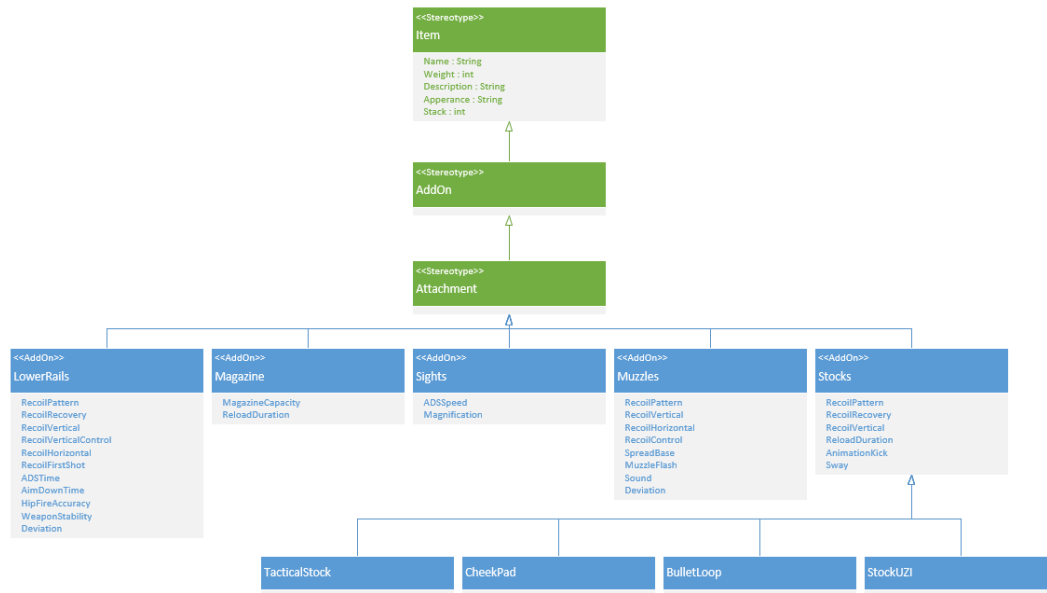 <<Stereotype>>
Item
Name : String
Weight : int
Description : String
Apperance : String
Stack : int
<<Stereotype>>
AddOn
<<Stereotype>>
Attachment
<<AddOn>>
LowerRails
RecoilPattern
RecoilRecovery
RecoilVertical
RecoilVerticalControl
RecoilHorizontal
RecoilFirstShot
ADSTime
AimDownTime
HipFireAccuracy
WeaponStability
Deviation
<<AddOn>>
Magazine
MagazineCapacity
ReloadDuration
<<AddOn>>
Sights
ADSSpeed
Magnification
<<AddOn>>
Muzzles
RecoilPattern
RecoilVertical
RecoilHorizontal
RecoilControl
SpreadBase
MuzzleFlash
Sound
Deviation
<<AddOn>>
Stocks
RecoilPattern
RecoilRecovery
RecoilVertical
ReloadDuration
AnimationKick
Sway
TacticalStock
CheekPad
BulletLoop
StockUZI